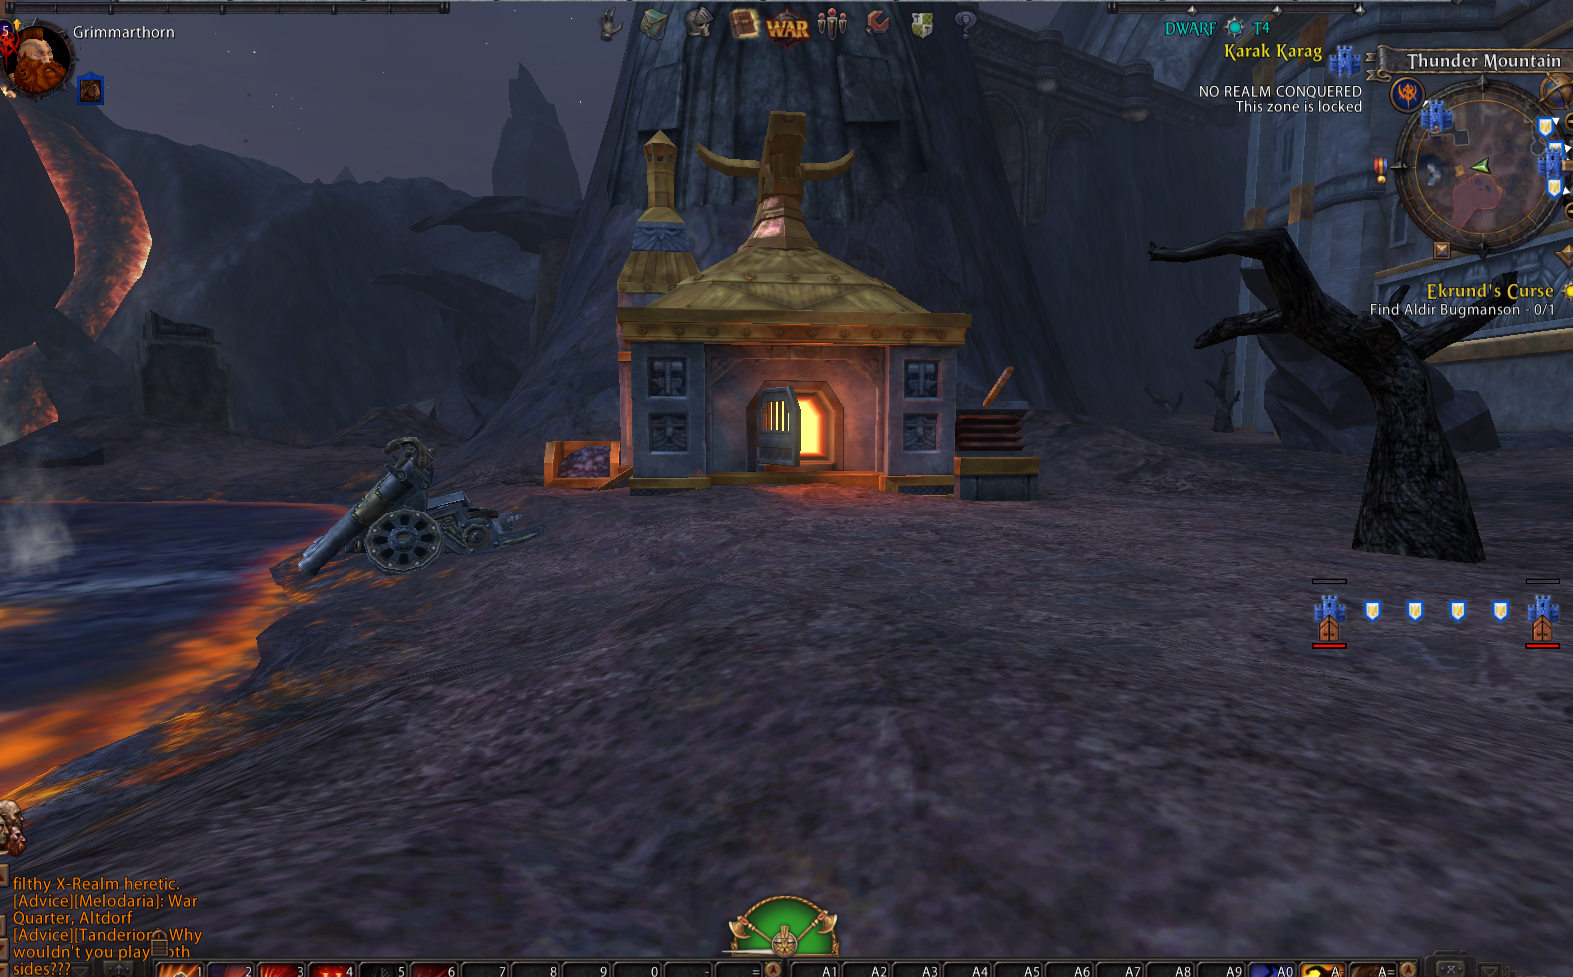 5
Grimmarthorn
WAR
DWARF T4
Karak Karag
Thunder Mountain
NO REALM CONQUERED
This zone is locked
Ekrund's Curse
Find Aldir Bugmanson - 0/1
filthy X-Realm heretic.
[Advice][Melodaria]: War
Quarter, Altdorf
[Advice][Tanderion]: Why
wouldn't you play both
sides???
1 2 3 4 5 6 7 8 9 0 - = A1 A2 A3 A4 A5 A6 A7 A8 A9 A0 A- A=